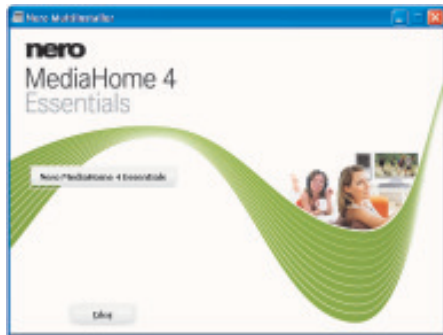 Nero MultiInstaller
nero
MediaHome 4
Essentials
Nero MediaHome 4 Essentials